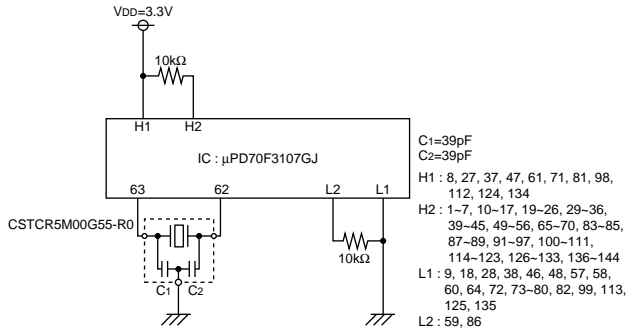 VDD=3.3V
10kΩ
H1
H2
IC : μPD70F3107GJ
63
62
L2
L1
CSTCR5M00G55-R0
C1
C2
10kΩ
C1=39pF
C2=39pF
H1 : 8, 27, 37, 47, 61, 71, 81, 98,
112, 124, 134
H2 : 1~7, 10~17, 19~26, 29~36,
39~45, 49~56, 65~70, 83~85,
87~89, 91~97, 100~111,
114~123, 126~133, 136~144
L1 : 9, 18, 28, 38, 46, 48, 57, 58,
60, 64, 72, 73~80, 82, 99, 113,
125, 135
L2 : 59, 86